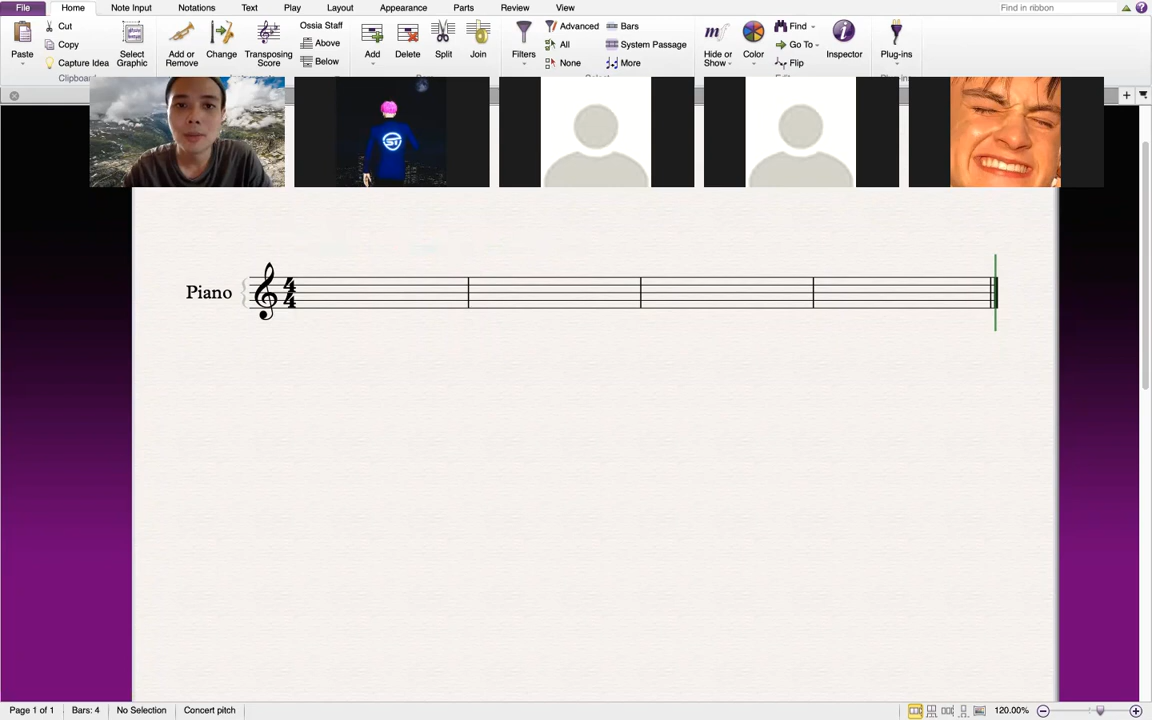 File Home Note Input Notations Text Play Layout Appearance Parts Review View Find in ribbon
Paste
Cut
Copy
Capture Idea
Select Graphic
Add or Remove
Change
Transposing Score
Ossia Staff
Above
Below
Add
Delete
Split
Join
Filters
Advanced
All
None
Bars
System Passage
More
Hide or Show
Color
Find
Go To
Flip
Inspector
Plug-ins
ST
Piano
4
4
Page 1 of 1 Bars: 4 No Selection Concert pitch 120.00%